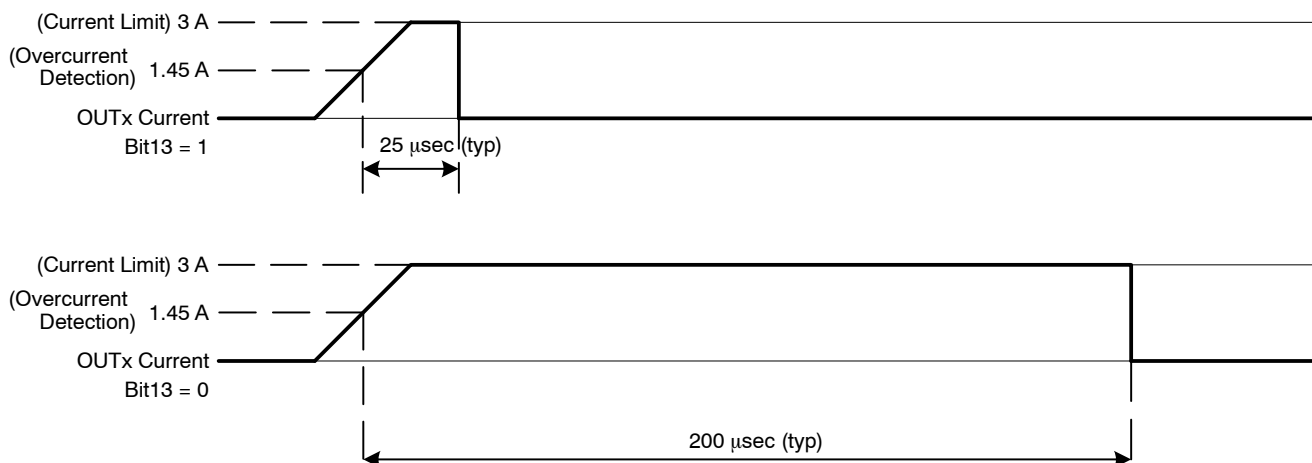 (Current Limit) 3 A
(Overcurrent
Detection) 1.45 A
OUTx Current
Bit13 = 1
25 μsec (typ)
(Current Limit) 3 A
(Overcurrent
Detection) 1.45 A
OUTx Current
Bit13 = 0
200 μsec (typ)